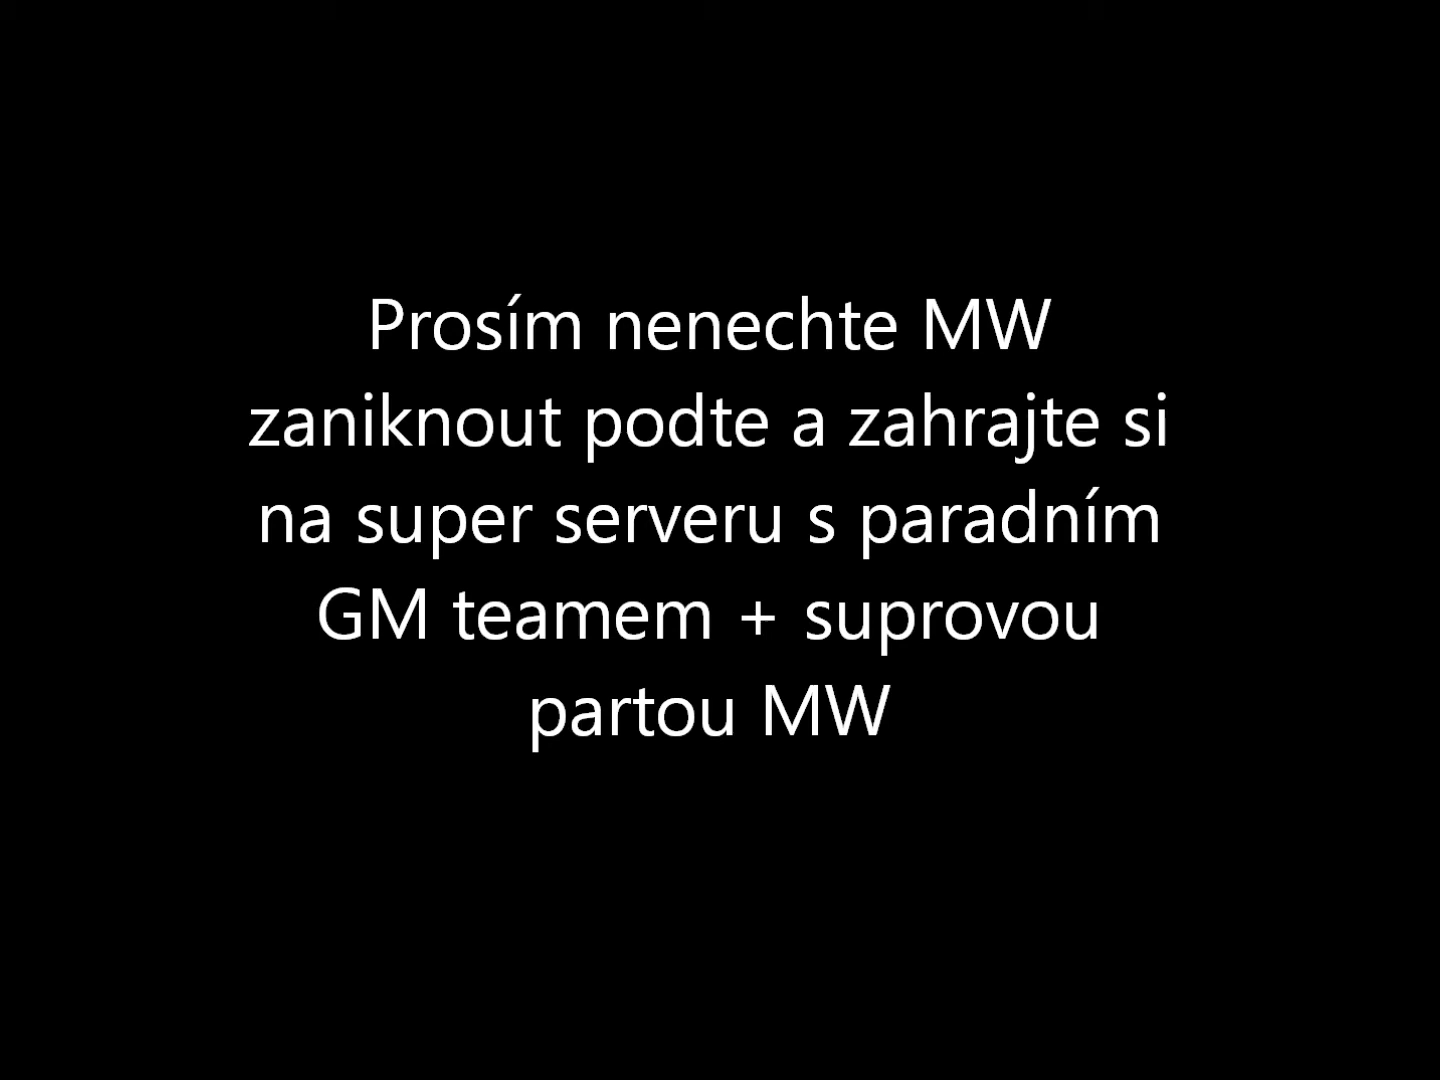 Prosím nenechte MW
zaniknout podte a zahrajte si
na super serveru s paradním
GM teamem + suprovou
partou MW